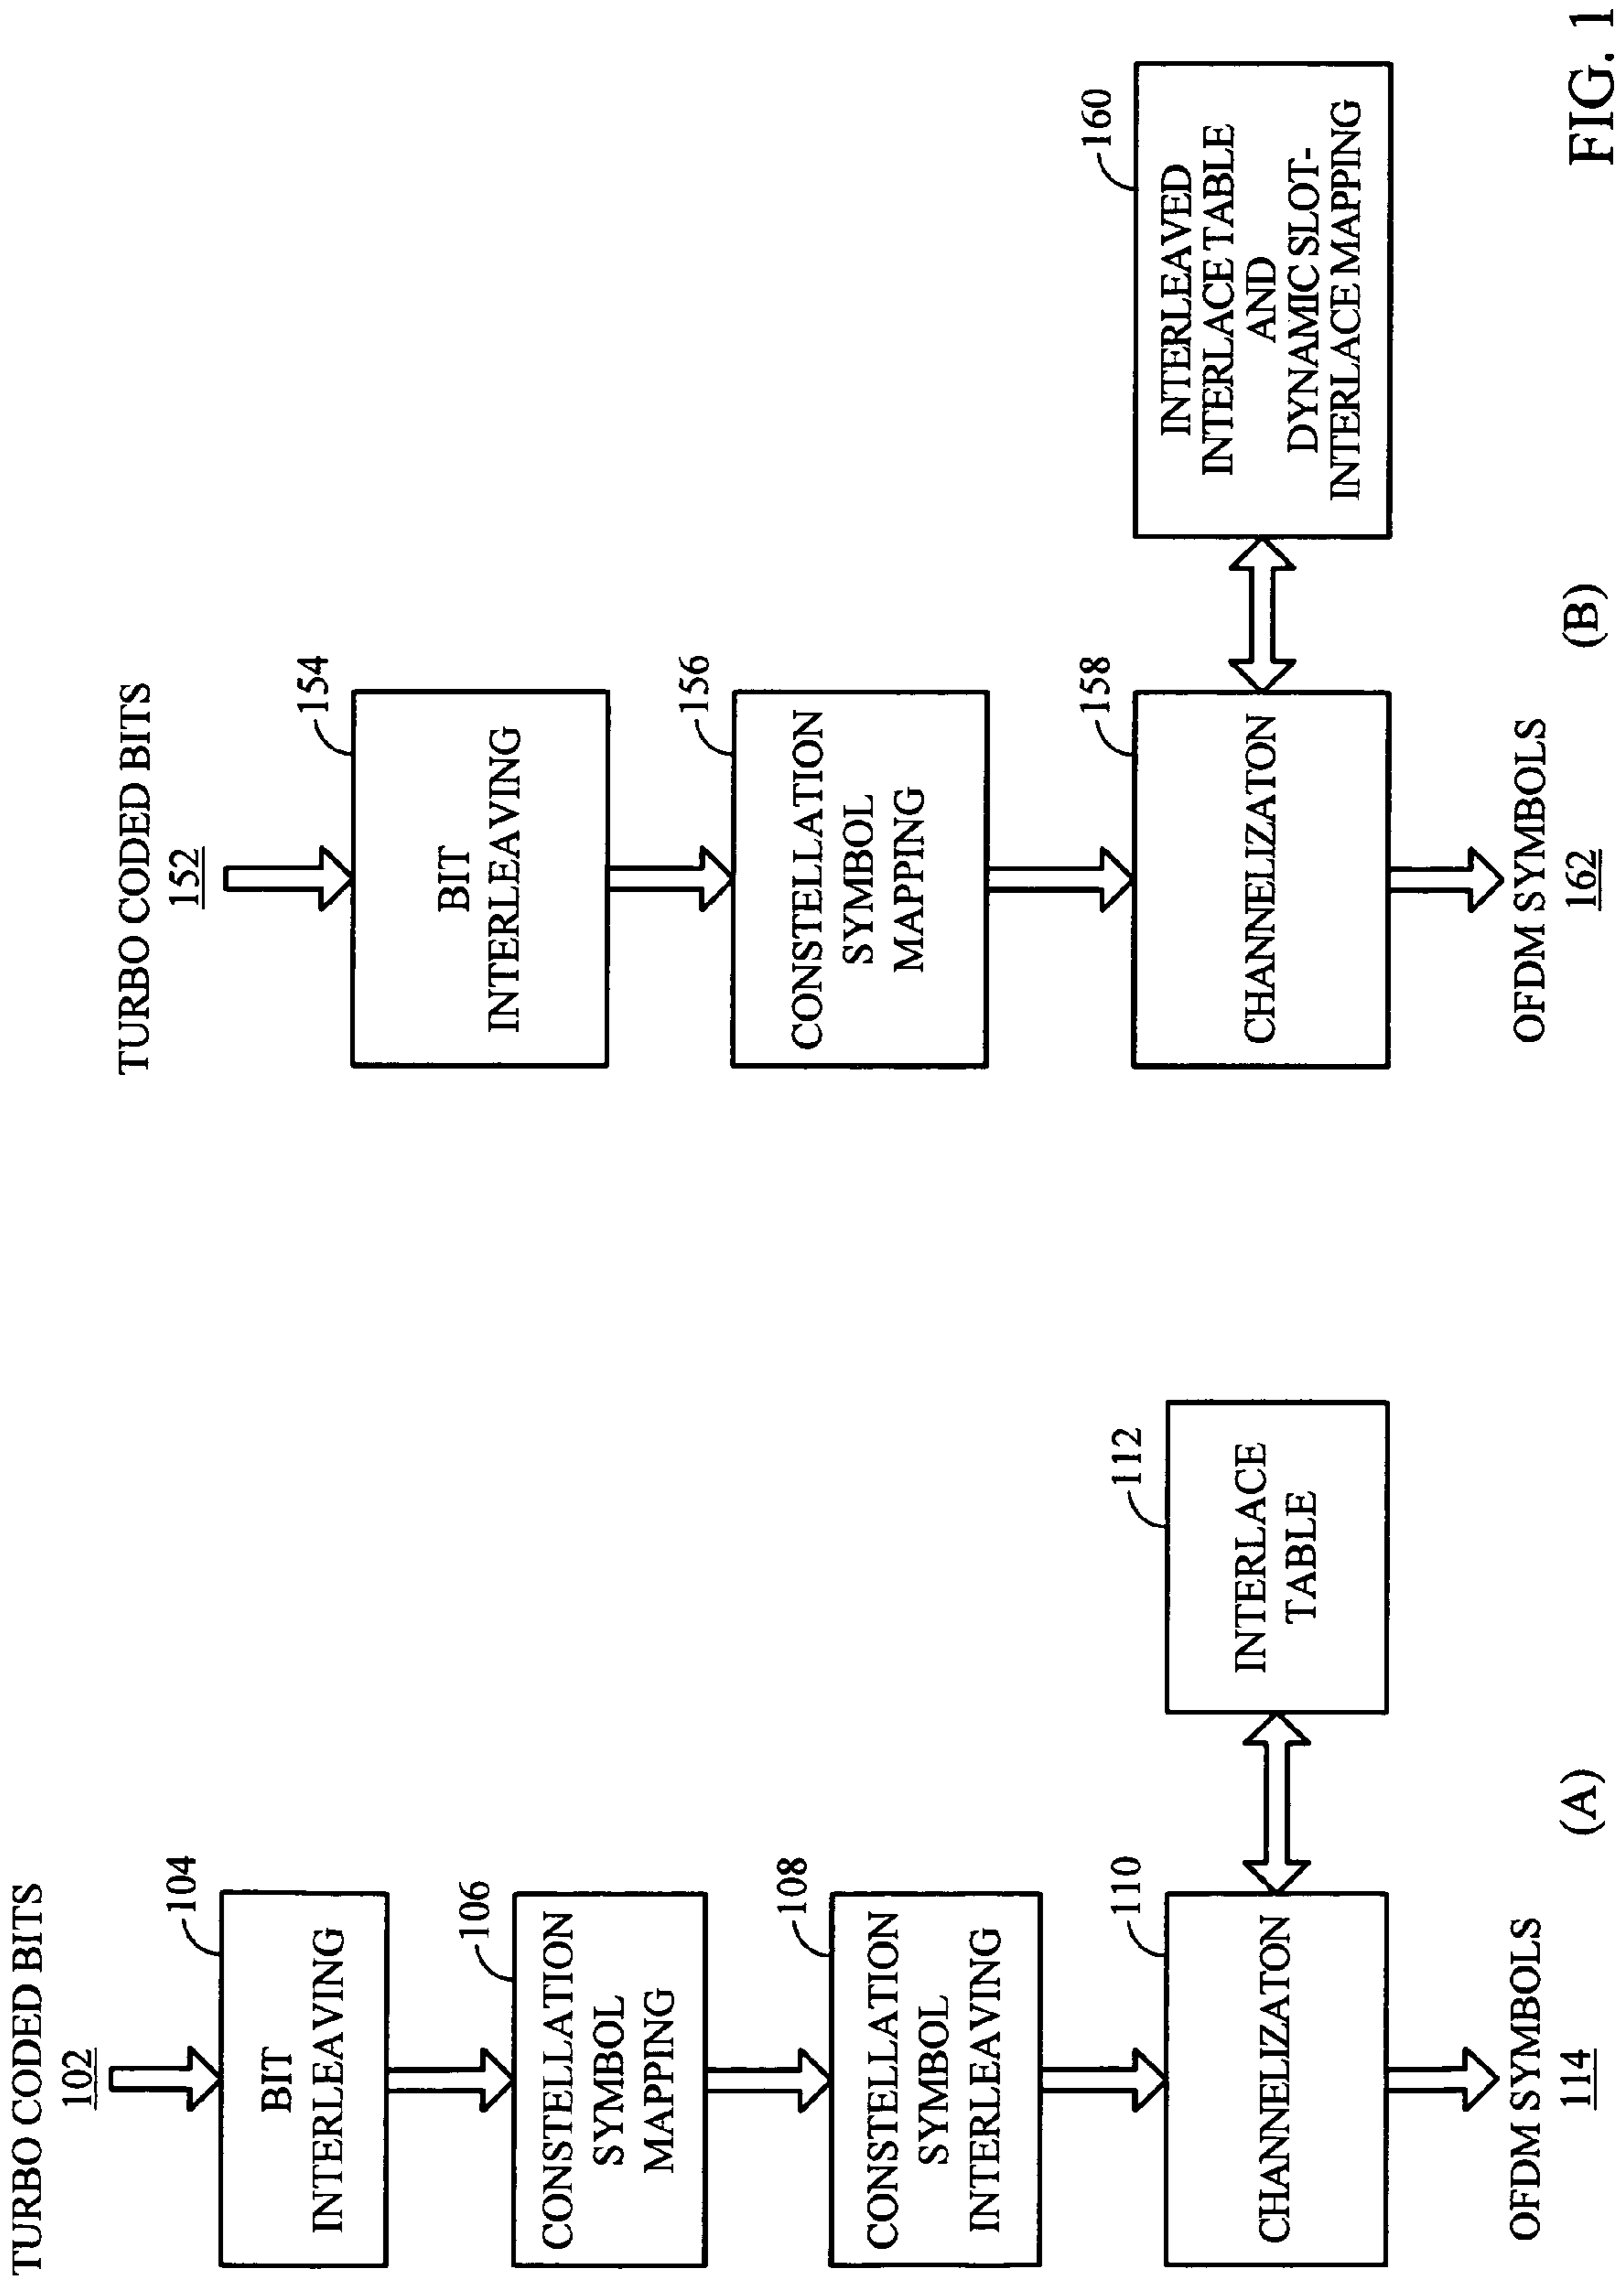 TURBO CODED BITS
102
104
BIT
INTERLEAVING
106
CONSTELLATION
SYMBOL
MAPPING
108
CONSTELLATION
SYMBOL
INTERLEAVING
110
CHANNELIZATON
112
INTERLACE
TABLE
OFDM SYMBOLS
114
(A)
TURBO CODED BITS
152
154
BIT
INTERLEAVING
156
CONSTELLATION
SYMBOL
MAPPING
158
CHANNELIZATON
160
INTERLEAVED
INTERLACE TABLE
AND
DYNAMIC SLOT-
INTERLACE MAPPING
OFDM SYMBOLS
162
(B)
FIG. 1